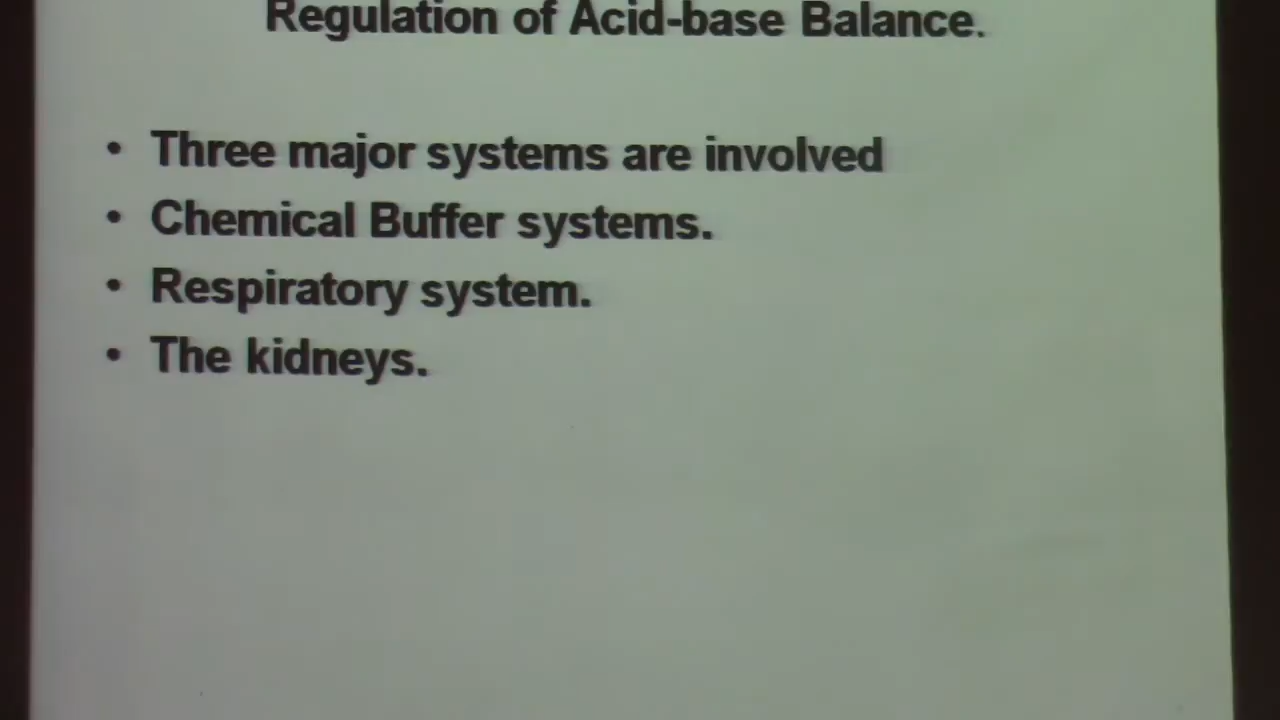 Regulation of Acid-base Balance.
• Three major systems are involved
• Chemical Buffer systems.
• Respiratory system.
• The kidneys.